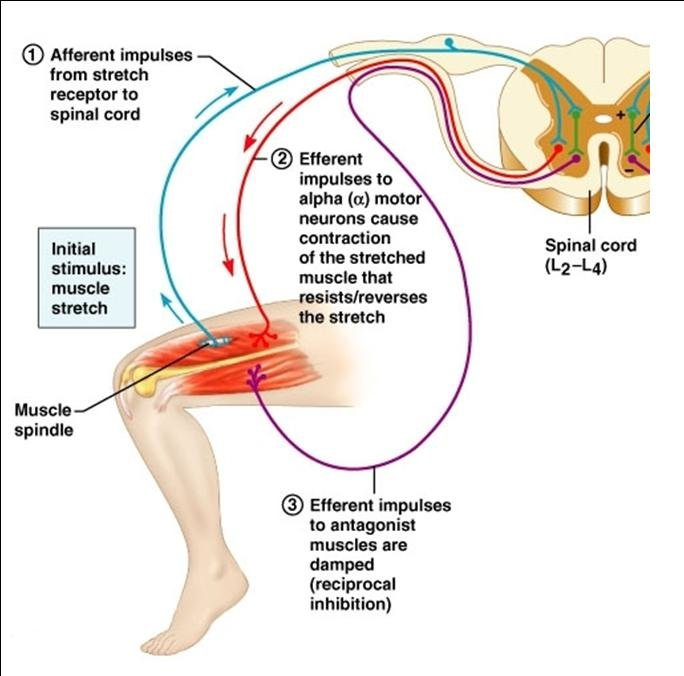 ① Afferent impulses
from stretch
receptor to
spinal cord
② Efferent
impulses to
alpha (α) motor
neurons cause
contraction
of the stretched
muscle that
resists/reverses
the stretch
+
-
Spinal cord
(L2–L4)
Initial
stimulus:
muscle
stretch
Muscle
spindle
③ Efferent impulses
to antagonist
muscles are
damped
(reciprocal
inhibition)